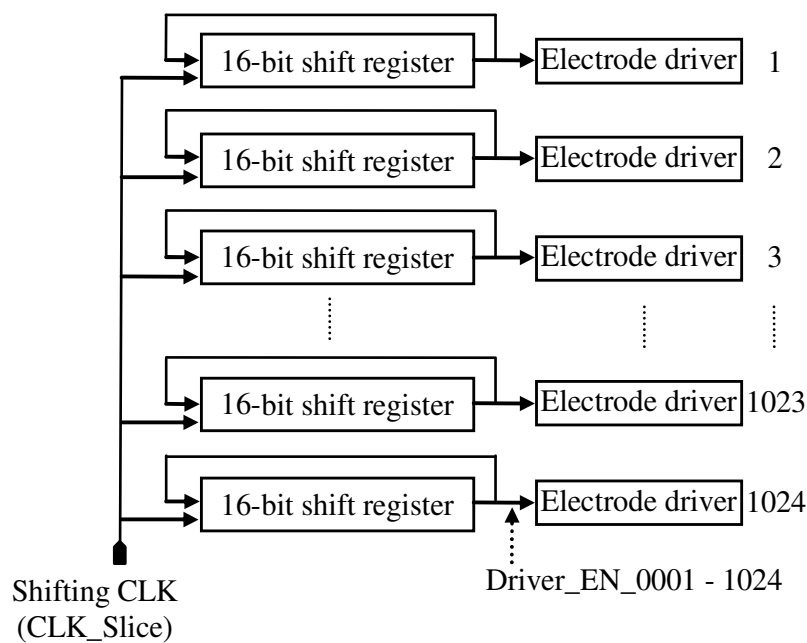 16-bit shift register Electrode driver 1
16-bit shift register Electrode driver 2
16-bit shift register Electrode driver 3
16-bit shift register Electrode driver 1023
16-bit shift register Electrode driver 1024
Shifting CLK
(CLK_Slice)
Driver_EN_0001 - 1024